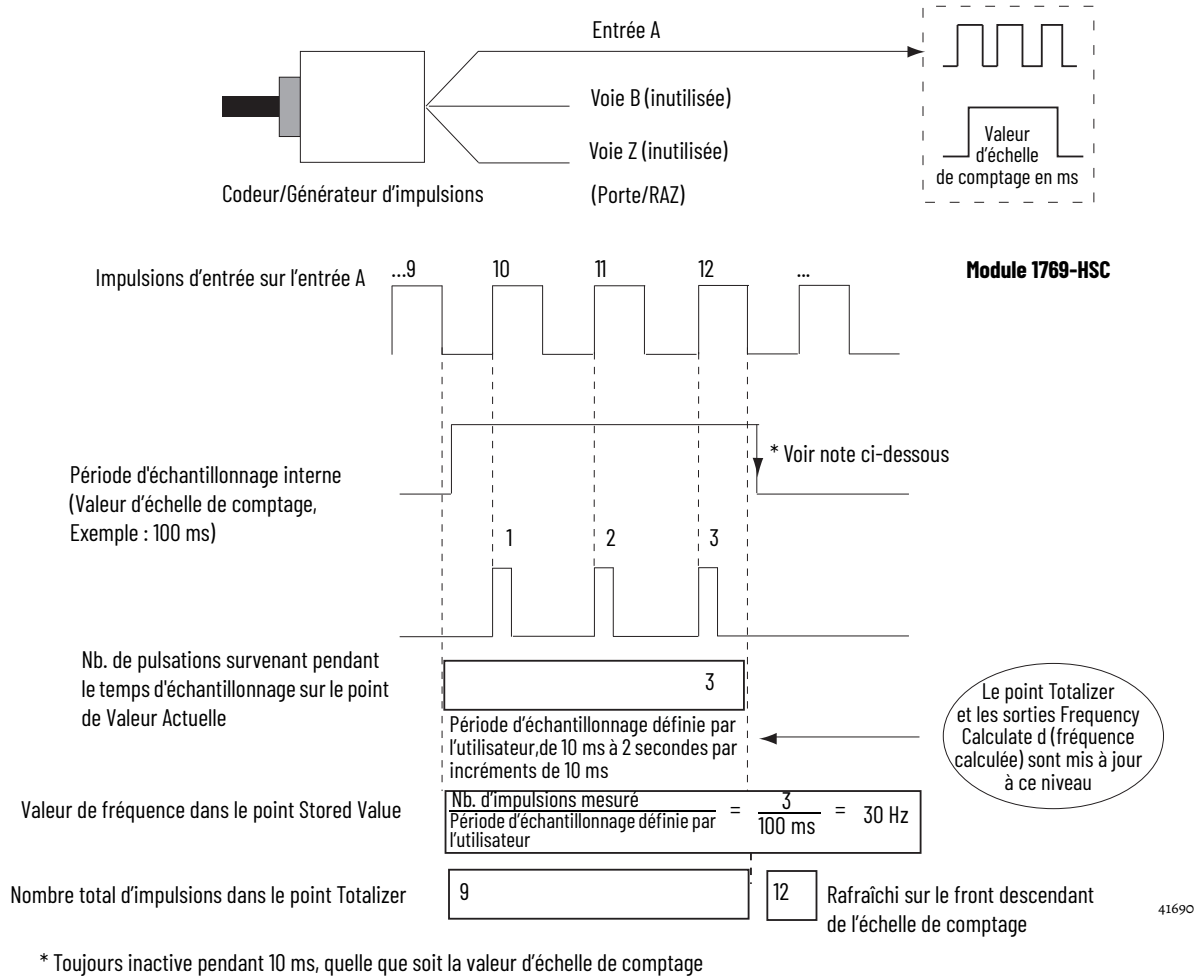 Entrée A
Voie B (inutilisée)
Voie Z (inutilisée)
(Porte/RAZ)
Codeur/Générateur d'impulsions
Valeur
d'échelle
de comptage en ms
Module 1769-HSC
Impulsions d'entrée sur l'entrée A
...9
10
11
12
...
* Voir note ci-dessous
Période d'échantillonnage interne
(Valeur d'échelle de comptage,
Exemple : 100 ms)
1
2
3
Nb. de pulsations survenant pendant
le temps d'échantillonnage sur le point
de Valeur Actuelle
3
Période d'échantillonnage définie par
l'utilisateur,de 10 ms à 2 secondes par
incréments de 10 ms
Le point Totalizer
et les sorties Frequency
Calculate d (fréquence
calculée) sont mis à jour
à ce niveau
Valeur de fréquence dans le point Stored Value
Nb. d'impulsions mesuré
Période d'échantillonnage définie par
l'utilisateur
=
3
100 ms
=
30 Hz
Nombre total d'impulsions dans le point Totalizer
9
12
Rafraîchi sur le front descendant
de l'échelle de comptage
41690
* Toujours inactive pendant 10 ms, quelle que soit la valeur d'échelle de comptage